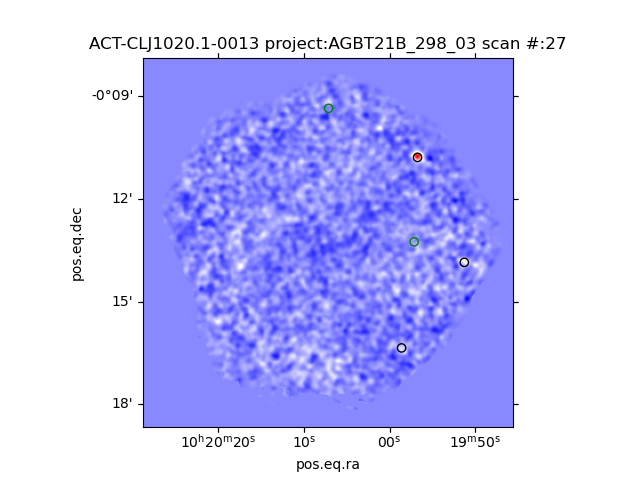 ACT-CLJ1020.1-0013 project:AGBT21B_298_03 scan #:27
-0°09'
12'
15'
18'
pos.eq.dec
10ʰ20ᵐ20ˢ 10ˢ 00ˢ 19ᵐ50ˢ
pos.eq.ra